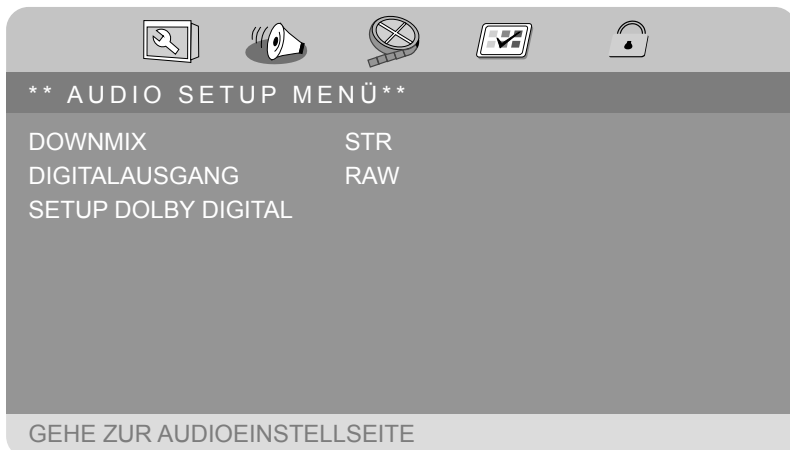 ** AUDIO SETUP MENÜ**
DOWNMIX STR
DIGITALAUSGANG RAW
SETUP DOLBY DIGITAL
GEHE ZUR AUDIOEINSTELLSEITE